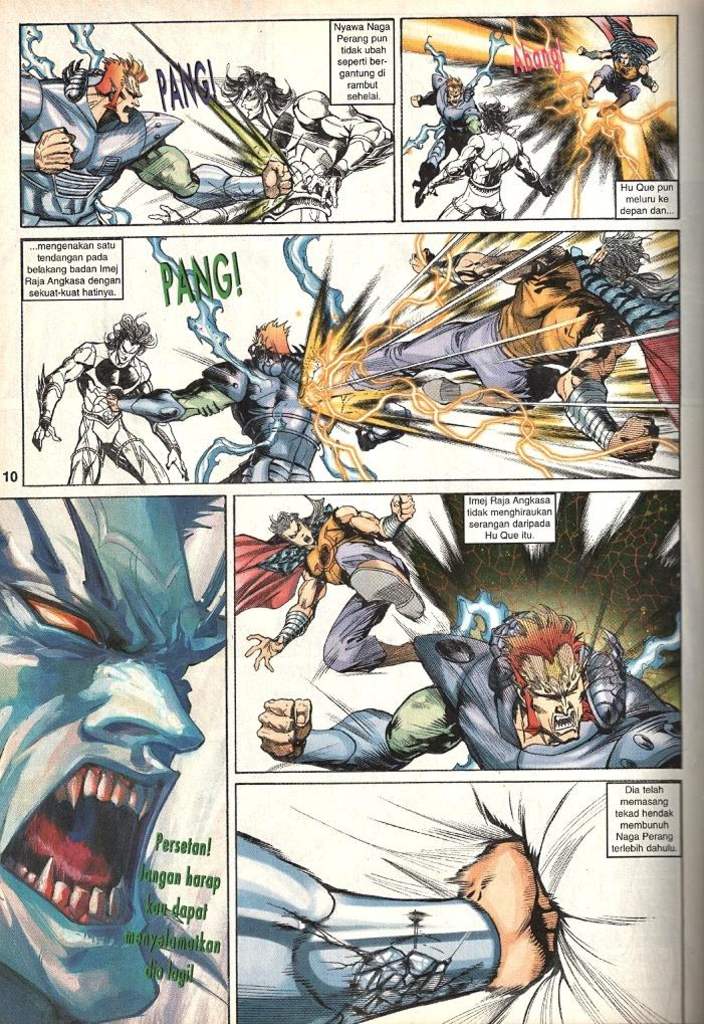 PANG!
Nyawa Naga
Perang pun
tidak ubah
seperti ber-
gantung di
rambut
sehelai.
Abang!
Hu Que pun
meluru ke
depan dan...
...mengenakan satu
tendangan pada
belakang badan Imej
Raja Angkasa dengan
sekuat-kuat hatinya.
PANG!
10
Persetan!
Jangan harap
kau dapat
menyelamatkan
dia lagi!
Imej Raja Angkasa
tidak menghiraukan
serangan daripada
Hu Que itu.
Dia telah
memasang
tekad hendak
membunuh
Naga Perang
terlebih dahulu.